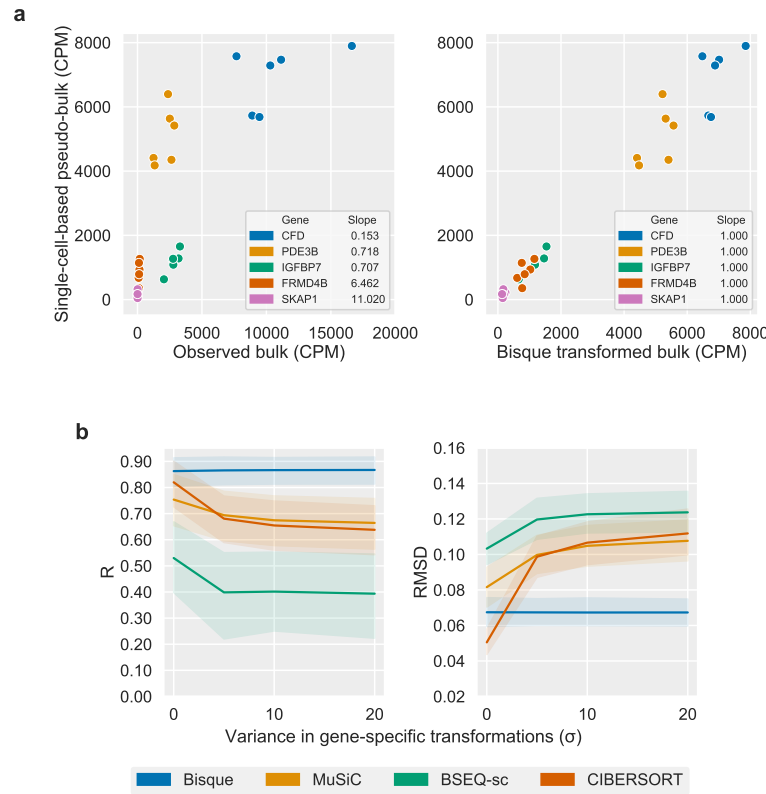 a
Single-cell-based pseudo-bulk (CPM)
8000
6000
4000
2000
0
0 5000 10000 15000 20000
Observed bulk (CPM)
Gene Slope
CFD 0.153
PDE3B 0.718
IGFBP7 0.707
FRMD4B 6.462
SKAP1 11.020
8000
6000
4000
2000
0
0 2000 4000 6000 8000
Bisque transformed bulk (CPM)
Gene Slope
CFD 1.000
PDE3B 1.000
IGFBP7 1.000
FRMD4B 1.000
SKAP1 1.000
b
R
0.90
0.80
0.70
0.60
0.50
0.40
0.30
0.20
0.10
0.00
0 10 20
RMSD
0.16
0.14
0.12
0.10
0.08
0.06
0.04
0.02
0 10 20
Variance in gene-specific transformations (σ)
Bisque MuSiC BSEQ-sc CIBERSORT